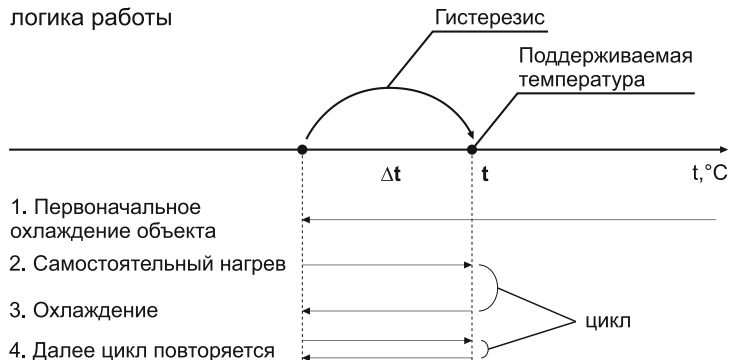 логика работы
Гистерезис
Поддерживаемая
температура
Δt
t
t,°C
1. Первоначальное
охлаждение объекта
2. Самостоятельный нагрев
3. Охлаждение
цикл
4. Далее цикл повторяется